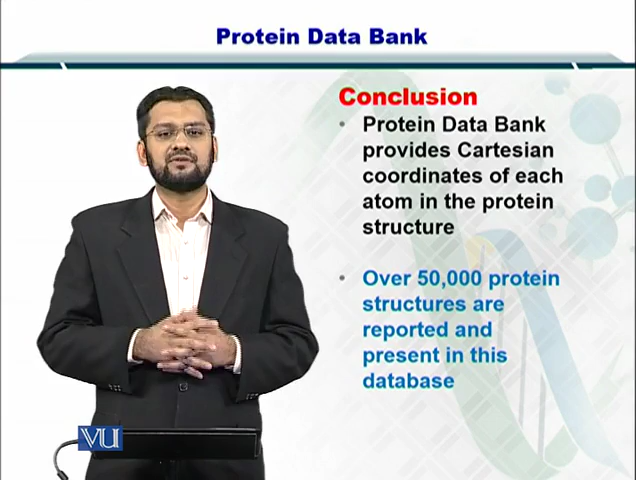 Protein Data Bank
Conclusion
• Protein Data Bank
provides Cartesian
coordinates of each
atom in the protein
structure
• Over 50,000 protein
structures are
reported and
present in this
database
VU